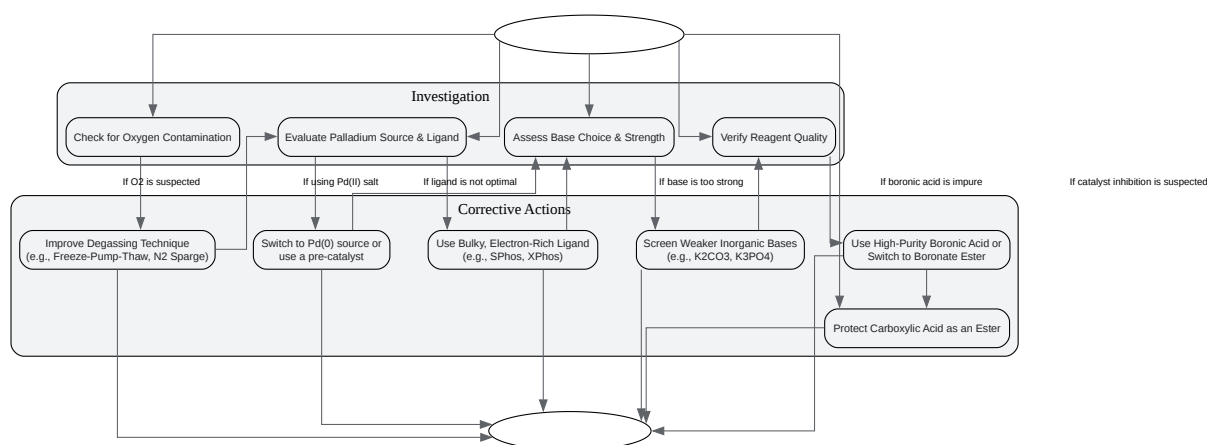 Investigation
Check for Oxygen Contamination
Evaluate Palladium Source & Ligand
Assess Base Choice & Strength
Verify Reagent Quality
If O2 is suspected
If using Pd(II) salt
If ligand is not optimal
If base is too strong
If boronic acid is impure
If catalyst inhibition is suspected
Corrective Actions
Improve Degassing Technique
(e.g., Freeze-Pump-Thaw, N2 Sparge)
Switch to Pd(0) source or
use a pre-catalyst
Use Bulky, Electron-Rich Ligand
(e.g., SPhos, XPhos)
Screen Weaker Inorganic Bases
(e.g., K2CO3, K3PO4)
Use High-Purity Boronic Acid or
Switch to Boronate Ester
Protect Carboxylic Acid as an Ester